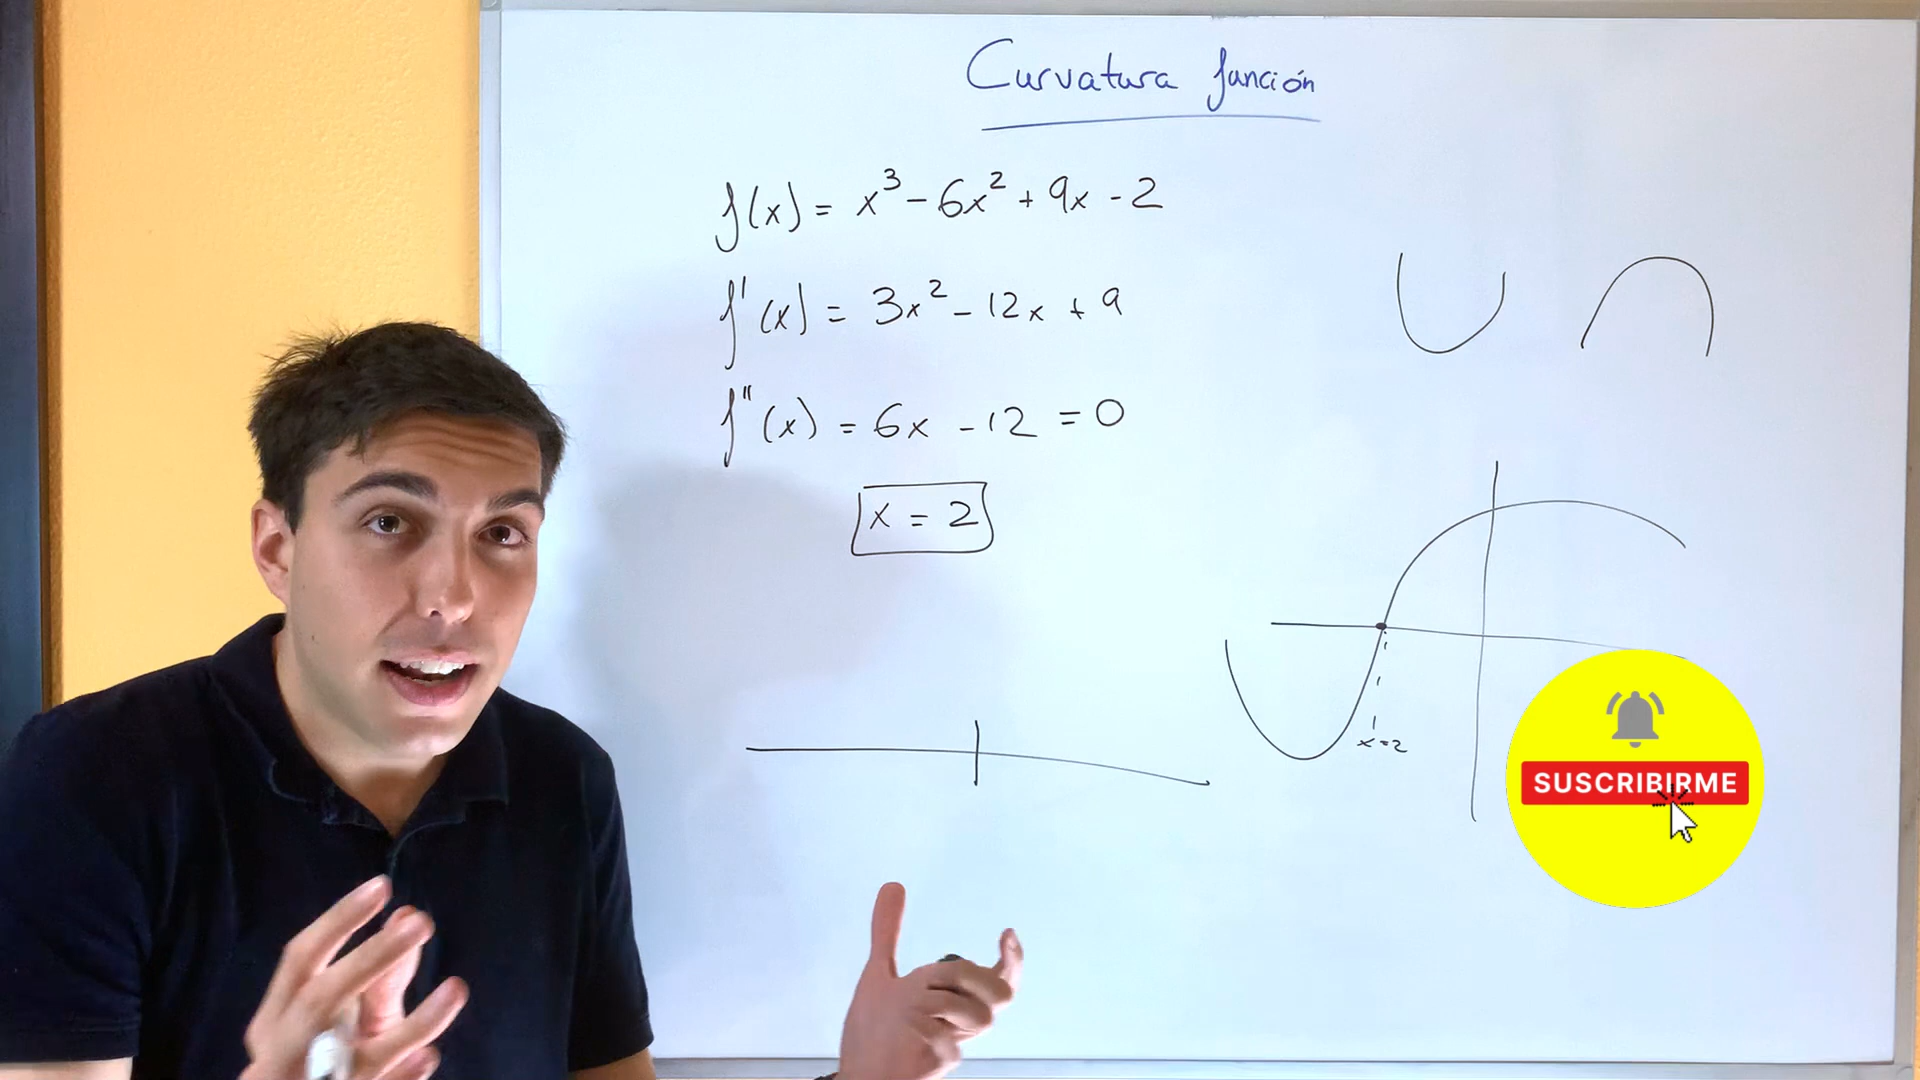 Curvatura función
f(x) = x³ - 6x² + 9x - 2
f'(x) = 3x² - 12x + 9
f''(x) = 6x - 12 = 0
x = 2
x = 2
SUSCRIBIRME